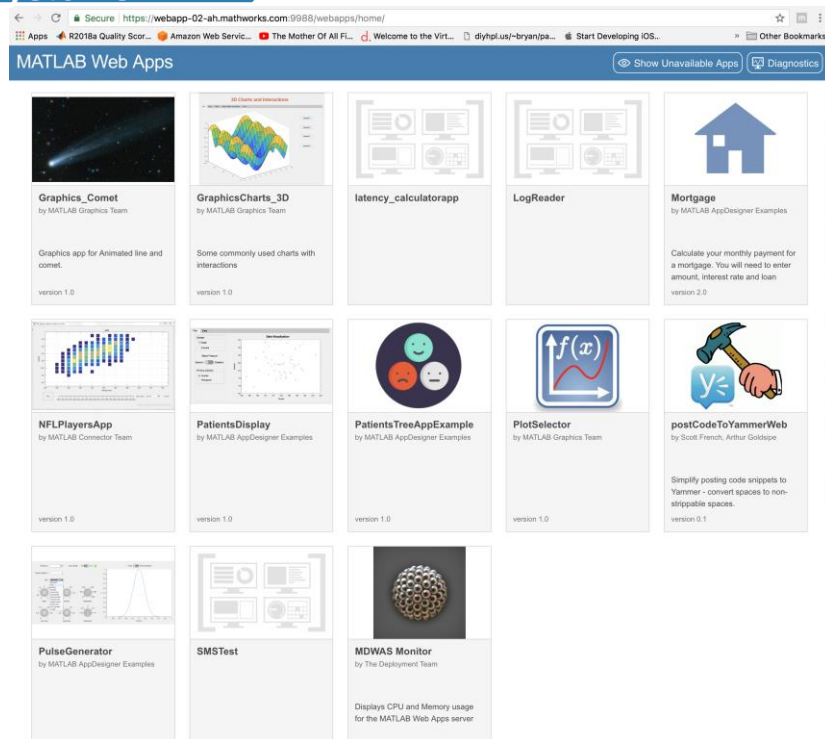 Secure https://webapp-02-ah.mathworks.com:9988/webapps/home/
Apps R2018a Quality Scor... Amazon Web Servic... The Mother Of All Fi... Welcome to the Virt... diyhpl.us/~bryan/pa... Start Developing iOS... » Other Bookmarks
MATLAB Web Apps
Show Unavailable Apps
Diagnostics
3D Charts and Interactions
Graphics_Comet
by MATLAB Graphics Team
Graphics app for Animated line and
comet.
version 1.0
GraphicsCharts_3D
by MATLAB Graphics Team
Some commonly used charts with
interactions
version 1.0
latency_calculatorapp
LogReader
Mortgage
by MATLAB AppDesigner Examples
Calculate your monthly payment for
a mortgage. You will need to enter
amount, interest rate and loan
version 2.0
NFLPlayersApp
by MATLAB Connector Team
version 1.0
PatientsDisplay
by MATLAB AppDesigner Examples
version 1.0
PatientsTreeAppExample
by MATLAB AppDesigner Examples
version 1.0
f(x)
PlotSelector
by MATLAB Graphics Team
version 1.0
postCodeToYammerWeb
by Scott French, Arthur Goldsipe
Simplify posting code snippets to
Yammer - convert spaces to non-
strippable spaces.
version 0.1
PulseGenerator
by MATLAB AppDesigner Examples
SMSTest
MDWAS Monitor
by The Deployment Team
Displays CPU and Memory usage
for the MATLAB Web Apps server